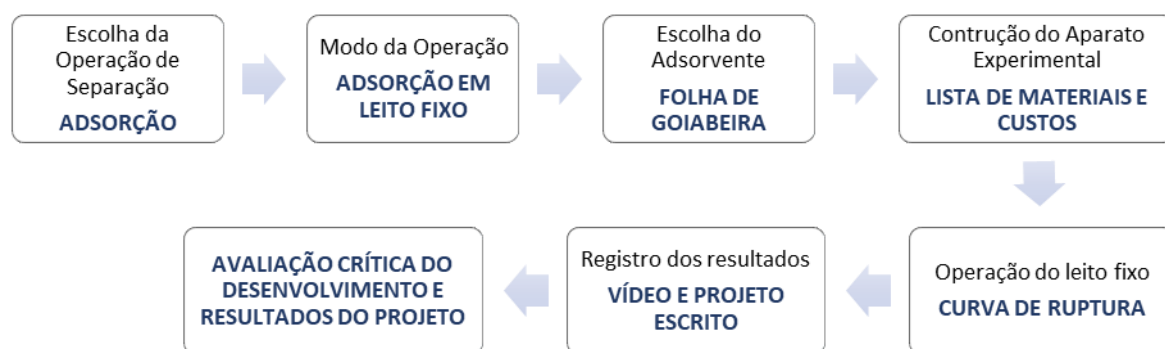 Escolha da
Operação de
Separação
ADSORÇÃO
Modo da Operação
ADSORÇÃO EM
LEITO FIXO
Escolha do
Adsorvente
FOLHA DE
GOIABEIRA
Contrução do Aparato
Experimental
LISTA DE MATERIAIS E
CUSTOS
Operação do leito fixo
CURVA DE RUPTURA
Registro dos resultados
VÍDEO E PROJETO
ESCRITO
AVALIAÇÃO CRÍTICA DO
DESENVOLVIMENTO E
RESULTADOS DO PROJETO